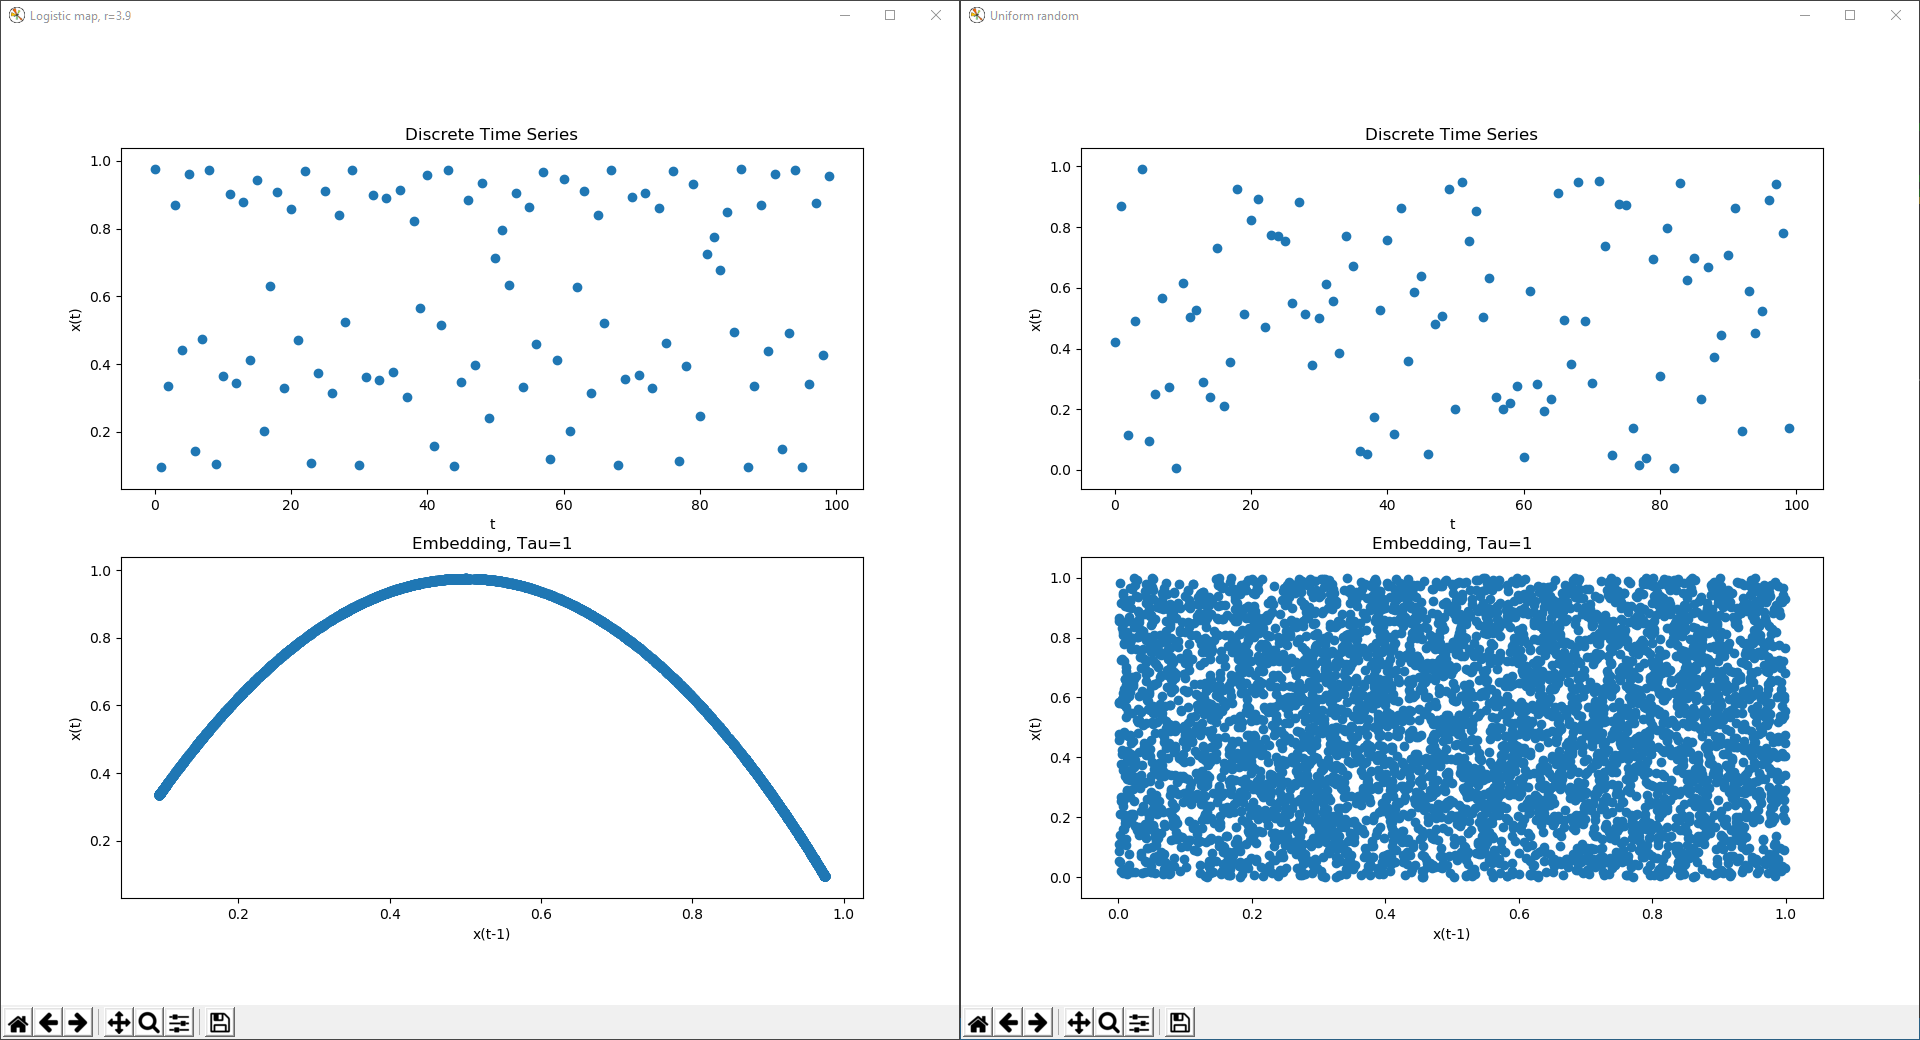 Logistic map, r=3.9
Discrete Time Series
1.0
0.8
0.6
0.4
0.2
x(t)
0 20 40 60 80 100
t
Embedding, Tau=1
1.0
0.8
0.6
0.4
0.2
x(t)
0.2 0.4 0.6 0.8 1.0
x(t-1)
Uniform random
Discrete Time Series
1.0
0.8
0.6
0.4
0.2
0.0
x(t)
0 20 40 60 80 100
t
Embedding, Tau=1
1.0
0.8
0.6
0.4
0.2
0.0
x(t)
0.0 0.2 0.4 0.6 0.8 1.0
x(t-1)